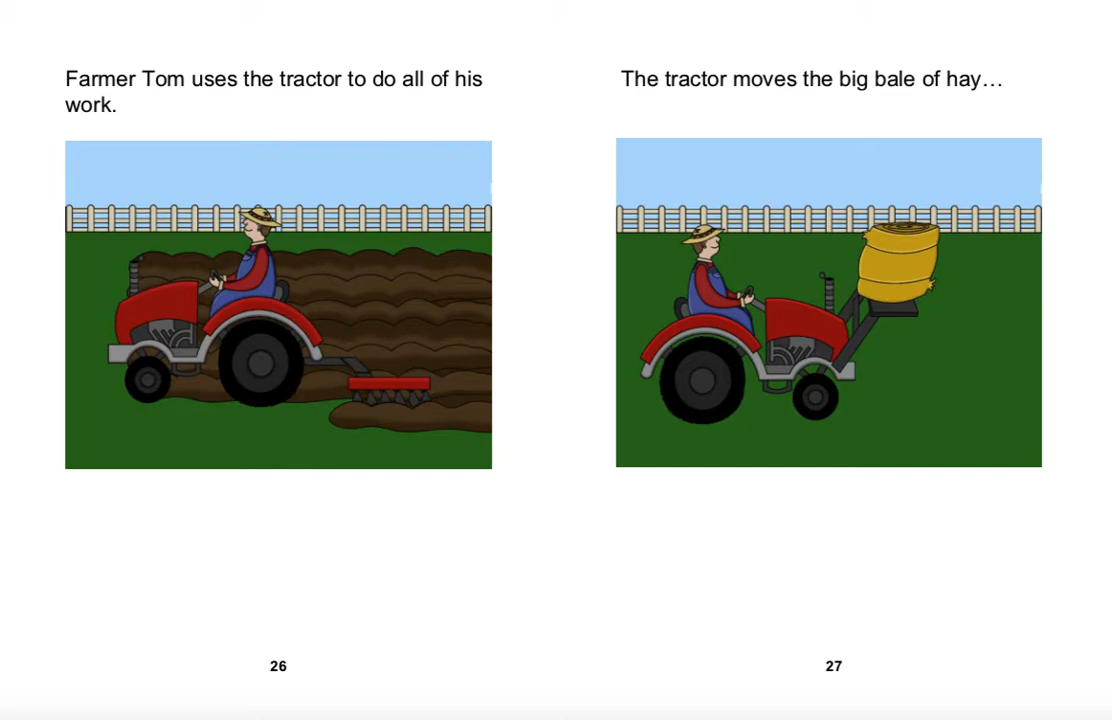 Farmer Tom uses the tractor to do all of his
work.
The tractor moves the big bale of hay…
26
27